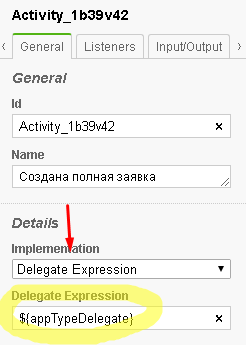 Activity_1b39v42
General
Listeners
Input/Output
General
Id
Activity_1b39v42
Name
Создана полная заявка
Details
Implementation
Delegate Expression
Delegate Expression
${appTypeDelegate}